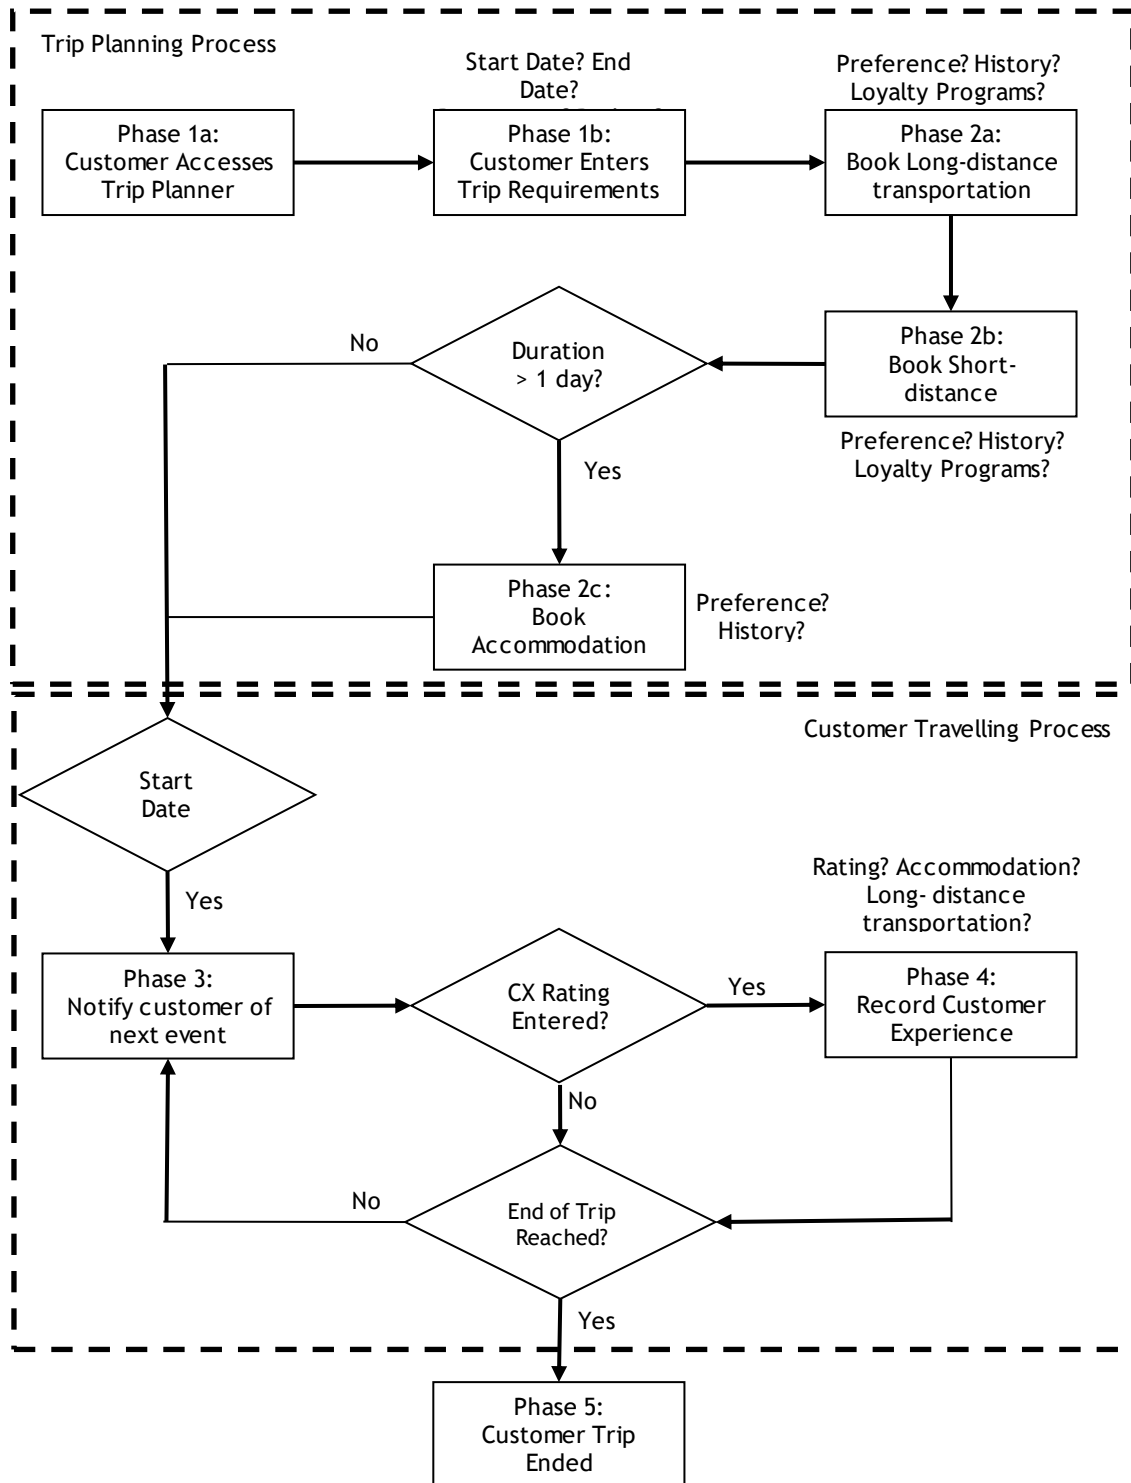 Trip Planning Process
Start Date? End
Date?
Preference? History?
Loyalty Programs?
Phase 1a:
Customer Accesses
Trip Planner
Phase 1b:
Customer Enters
Trip Requirements
Phase 2a:
Book Long-distance
transportation
No
Duration
> 1 day?
Phase 2b:
Book Short-
distance
Preference? History?
Loyalty Programs?
Yes
Phase 2c:
Book
Accommodation
Preference?
History?
Customer Travelling Process
Start
Date
Yes
Rating? Accommodation?
Long- distance
transportation?
Phase 3:
Notify customer of
next event
CX Rating
Entered?
Yes
Phase 4:
Record Customer
Experience
No
No
End of Trip
Reached?
Yes
Phase 5:
Customer Trip
Ended